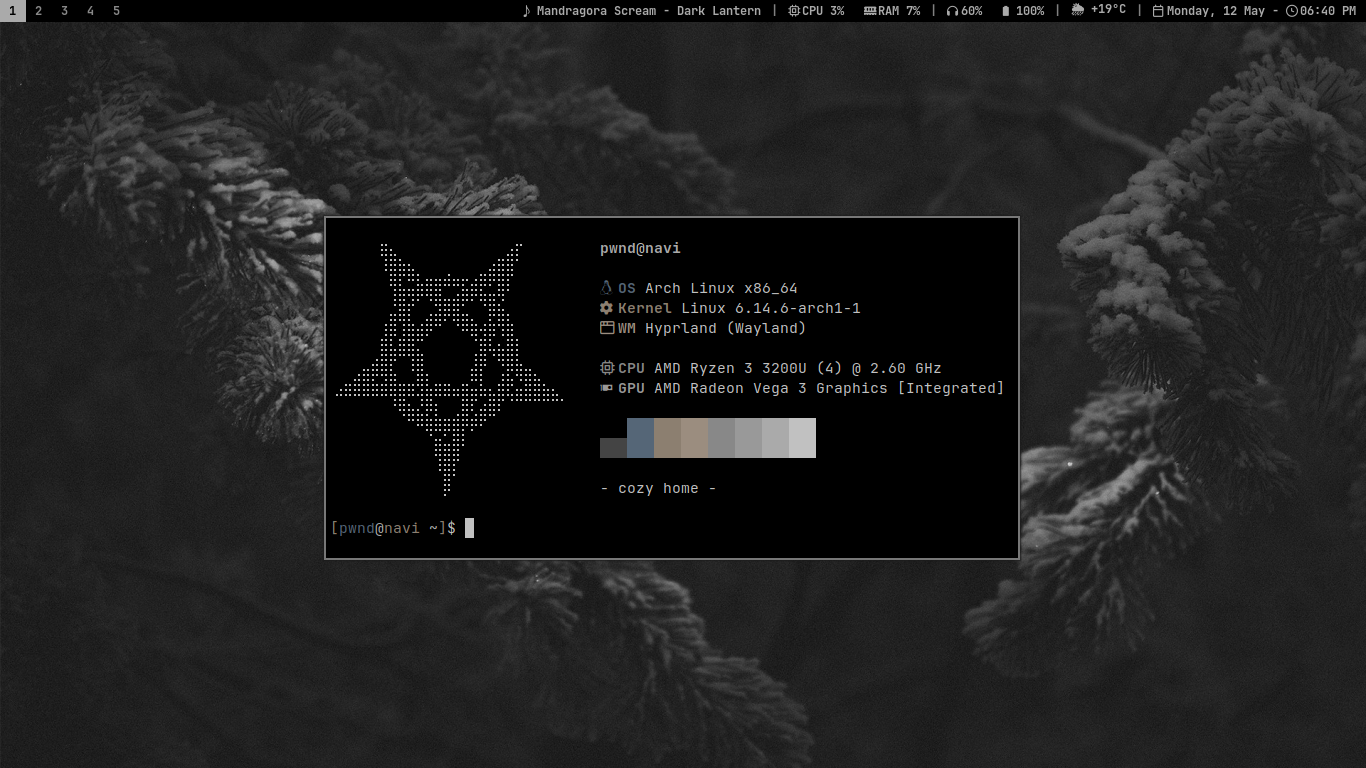 1 2 3 4 5
Mandragora Scream - Dark Lantern | CPU 3% RAM 7% | 60% 100% | +19°C | Monday, 12 May - 06:40 PM
pwnd@navi
OS Arch Linux x86_64
Kernel Linux 6.14.6-arch1-1
WM Hyprland (Wayland)
CPU AMD Ryzen 3 3200U (4) @ 2.60 GHz
GPU AMD Radeon Vega 3 Graphics [Integrated]
- cozy home -
[pwnd@navi ~]$